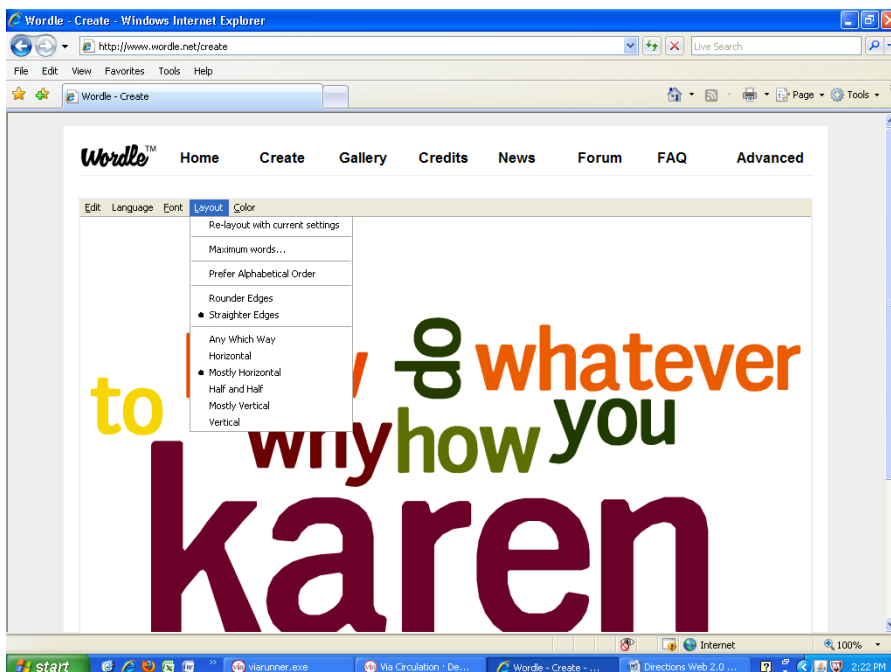 Wordle - Create - Windows Internet Explorer
http://www.wordle.net/create
Live Search
File Edit View Favorites Tools Help
Wordle - Create
Page
Tools
Wordle™ Home Create Gallery Credits News Forum FAQ Advanced
Edit Language Font Layout Color
Re-layout with current settings
Maximum words...
Prefer Alphabetical Order
Rounder Edges
Straighter Edges
Any Which Way
Horizontal
Mostly Horizontal
Half and Half
Mostly Vertical
Vertical
do
whatever
to
why
how
you
karen
Internet
100%
start
viarunner.exe
Via Circulation · De...
Wordle - Create - ...
Directions Web 2.0 ...
2:22 PM